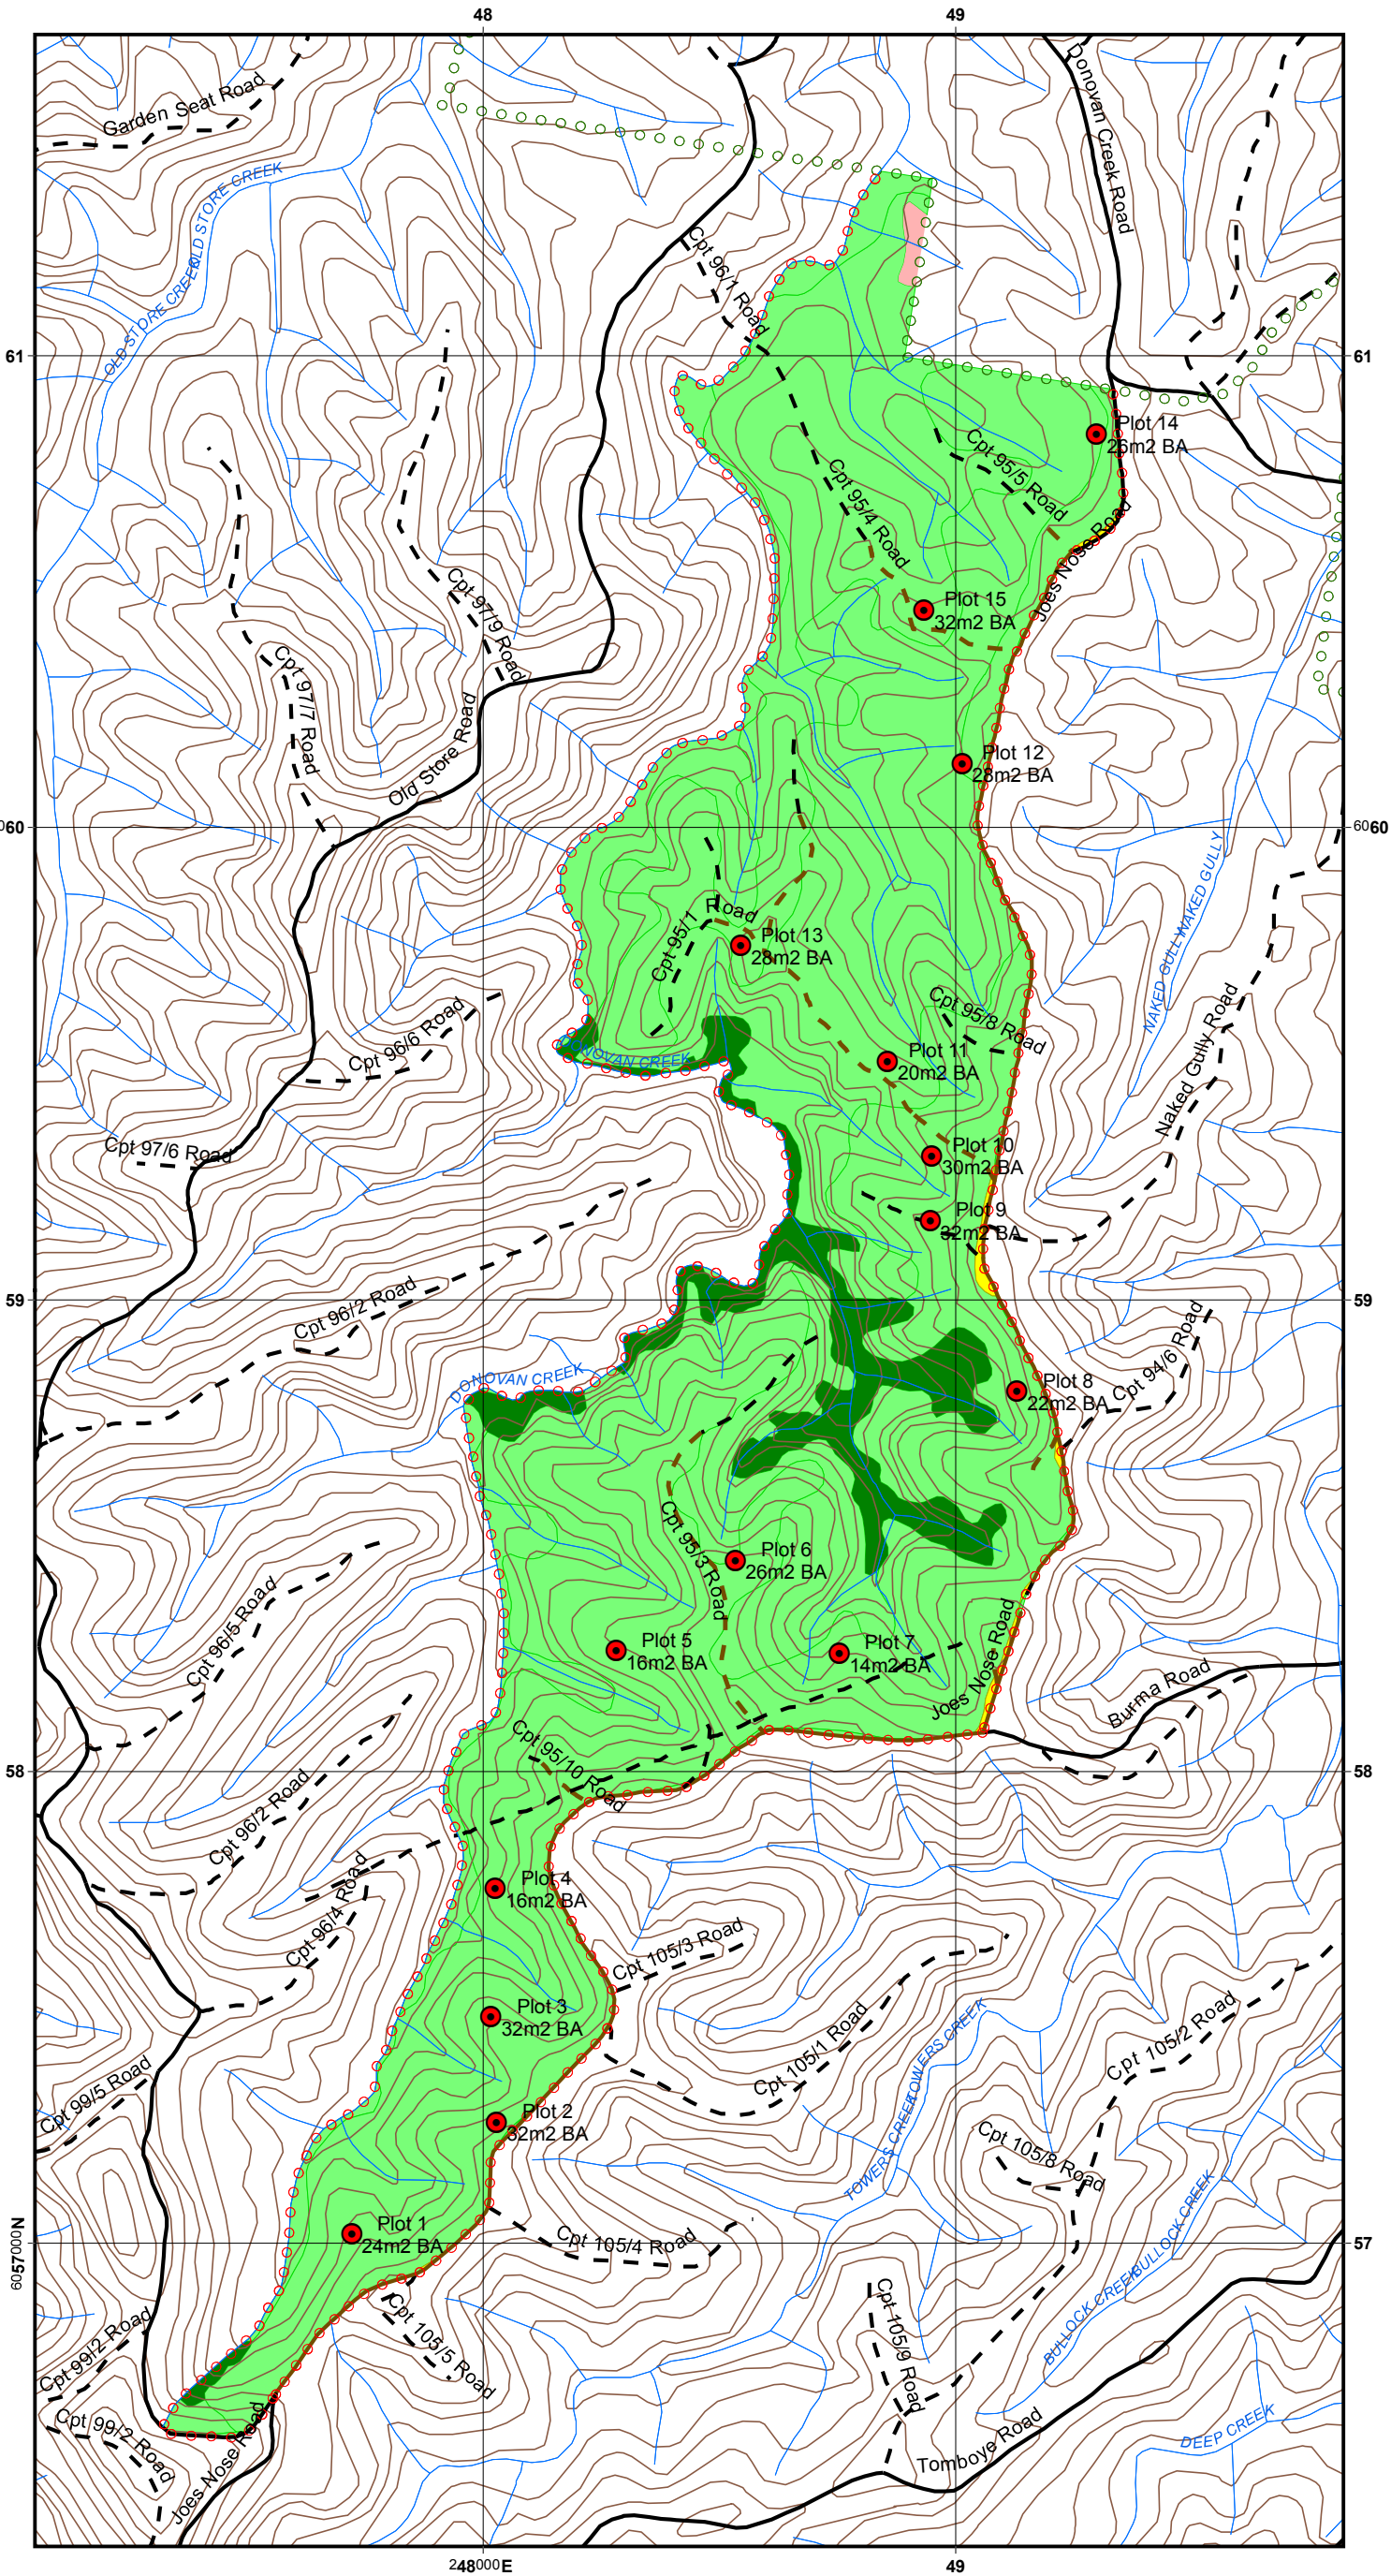 48
49
Garden Seat Road
Donovan Creek Road
OLD STORE CREEK
OLD STORE CREEK
Cpt 96/1 Road
61
61
Plot 14
26m2 BA
Cpt 95/5 Road
Cpt 95/4 Road
Joes Nose Road
Cpt 97/9 Road
Plot 15
32m2 BA
Cpt 97/7 Road
Old Store Road
Plot 12
28m2 BA
60
6060
NAKED GULLY
NAKED GULLY
Cpt 95/1 Road
Plot 13
28m2 BA
Cpt 96/6 Road
Cpt 95/8 Road
Naked Gully Road
DONOVAN CREEK
Plot 11
20m2 BA
Cpt 97/6 Road
Plot 10
30m2 BA
Plot 9
32m2 BA
59
59
Cpt 96/2 Road
Cpt 94/6 Road
DONOVAN CREEK
Plot 8
22m2 BA
Cpt 95/3 Road
Plot 6
26m2 BA
Cpt 96/5 Road
Plot 5
16m2 BA
Plot 7
14m2 BA
Joes Nose Road
Burma Road
Cpt 95/10 Road
58
58
Cpt 96/2 Road
Cpt 96/4 Road
Plot 4
16m2 BA
Cpt 105/3 Road
Plot 3
32m2 BA
Cpt 105/1 Road
TOWERS CREEK
TOWERS CREEK
Cpt 105/2 Road
Cpt 99/5 Road
Plot 2
32m2 BA
Cpt 105/8 Road
Plot 1
24m2 BA
Cpt 105/4 Road
6057000N
57
BULLOCK CREEK
BULLOCK CREEK
Cpt 99/2 Road
Cpt 105/5 Road
Cpt 105/9 Road
Cpt 99/2 Road
Joes Nose Road
Tomboye Road
DEEP CREEK
248000E
49